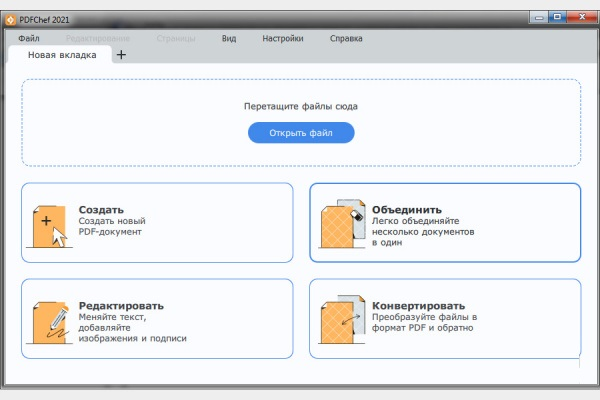 PDFChef 2021
Файл Редактирование Страницы Вид Настройки Справка
Новая вкладка +
Перетащите файлы сюда
Открыть файл
Создать
Создать новый
PDF-документ
Объединить
Легко объединяйте
несколько документов
в один
Редактировать
Меняйте текст,
добавляйте
изображения и подписи
Конвертировать
Преобразуйте файлы в
формат PDF и обратно